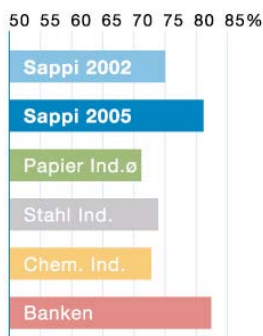 50 55 60 65 70 75 80 85%
Sappi 2002
Sappi 2005
Papier Ind.ø
Stahl Ind.
Chem. Ind.
Banken